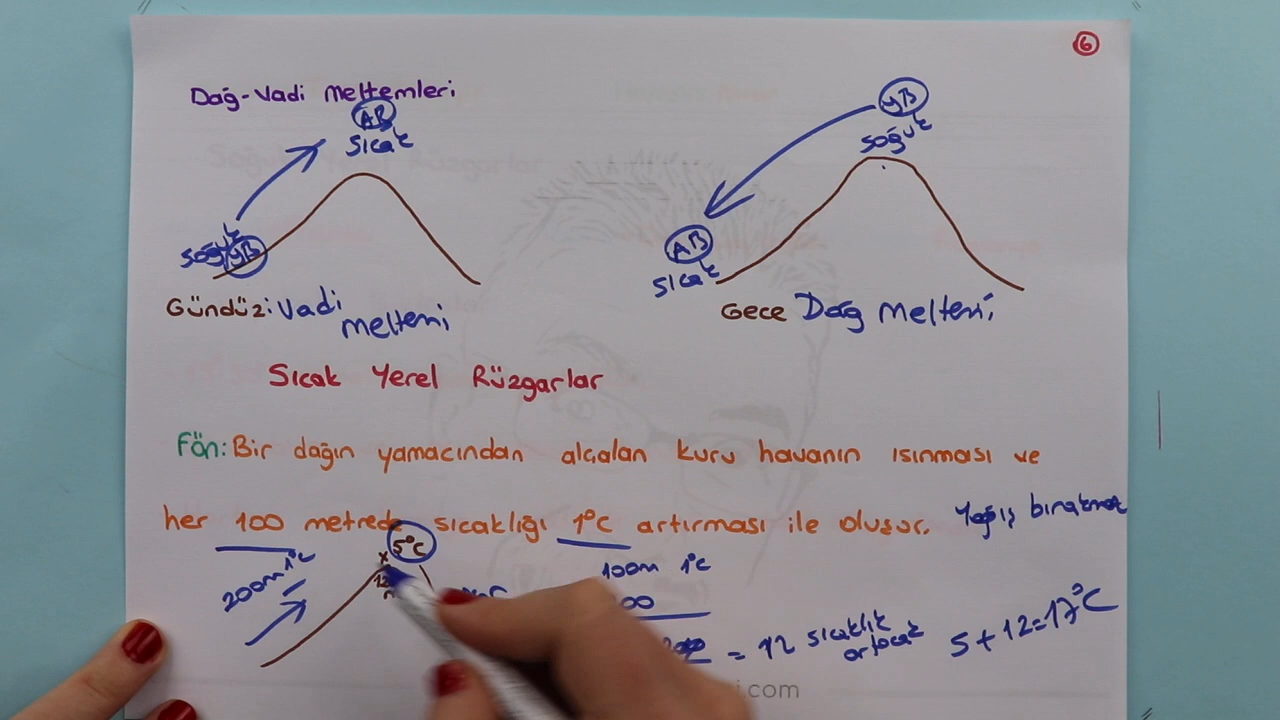 6
Dağ-Vadi Meltemleri
AB
Sıcak
Soğuk
YB
Gündüz: Vadi meltemi
YB
Soğuk
AB
Sıcak
Gece Dağ Meltemi
Sıcak Yerel Rüzgarlar
Fön: Bir dağın yamacından alçalan kuru havanın ısınması ve
her 100 metrede sıcaklığı 1°C artırması ile oluşur. Yağış bırakmaz
200m 1°C
x 5°C
100m 1°C
= 12 sıcaklık
artacak
5+12=17°C